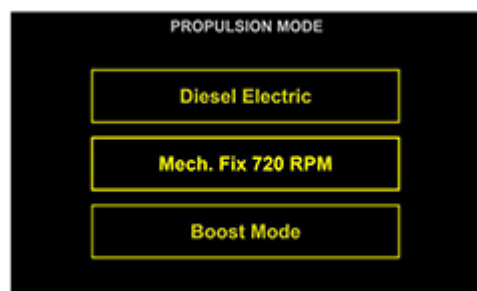 PROPULSION MODE
Diesel Electric
Mech. Fix 720 RPM
Boost Mode